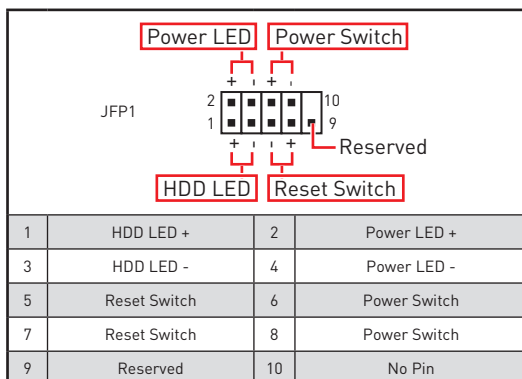 Power LED Power Switch
+ - + -
JFP1
2 10
1 9
+ - - +
Reserved
HDD LED Reset Switch
1 HDD LED + 2 Power LED +
3 HDD LED - 4 Power LED -
5 Reset Switch 6 Power Switch
7 Reset Switch 8 Power Switch
9 Reserved 10 No Pin